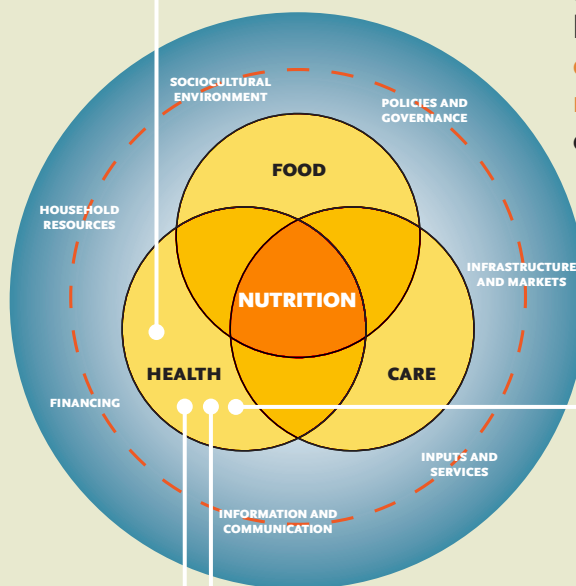 SOCIOCULTURAL
ENVIRONMENT
POLICIES AND
GOVERNANCE
FOOD
HOUSEHOLD
RESOURCES
INFRASTRUCTURE
AND MARKETS
NUTRITION
HEALTH
CARE
FINANCING
INPUTS AND
SERVICES
INFORMATION AND
COMMUNICATION